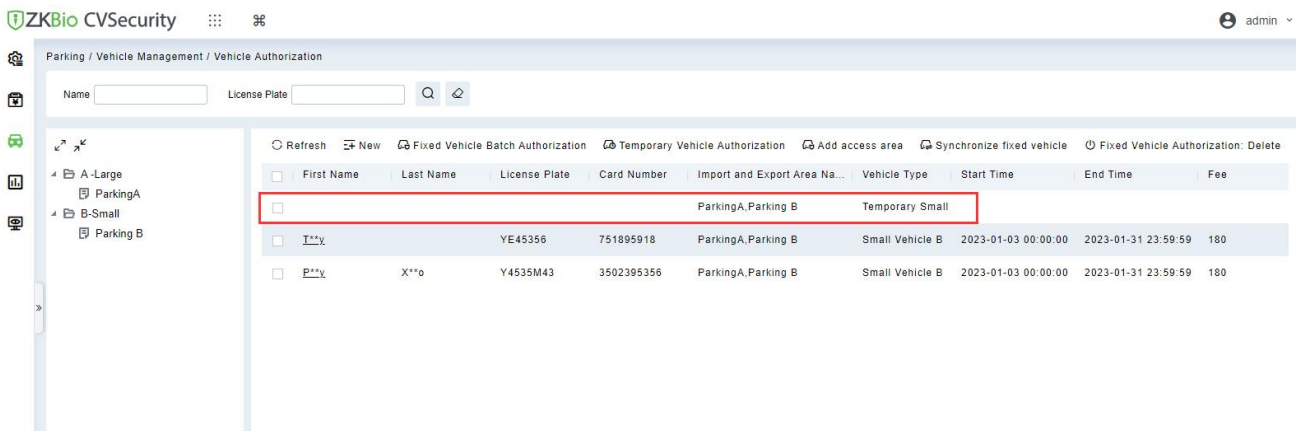 ZKBio CVSecurity
admin
Parking / Vehicle Management / Vehicle Authorization
Name License Plate
Refresh New Fixed Vehicle Batch Authorization Temporary Vehicle Authorization Add access area Synchronize fixed vehicle Fixed Vehicle Authorization: Delete
A -Large
ParkingA
B-Small
Parking B
First Name Last Name License Plate Card Number Import and Export Area Na... Vehicle Type Start Time End Time Fee
ParkingA,Parking B Temporary Small
T**y YE45356 751895918 ParkingA,Parking B Small Vehicle B 2023-01-03 00:00:00 2023-01-31 23:59:59 180
P**y X**o Y4535M43 3502395356 ParkingA,Parking B Small Vehicle B 2023-01-03 00:00:00 2023-01-31 23:59:59 180